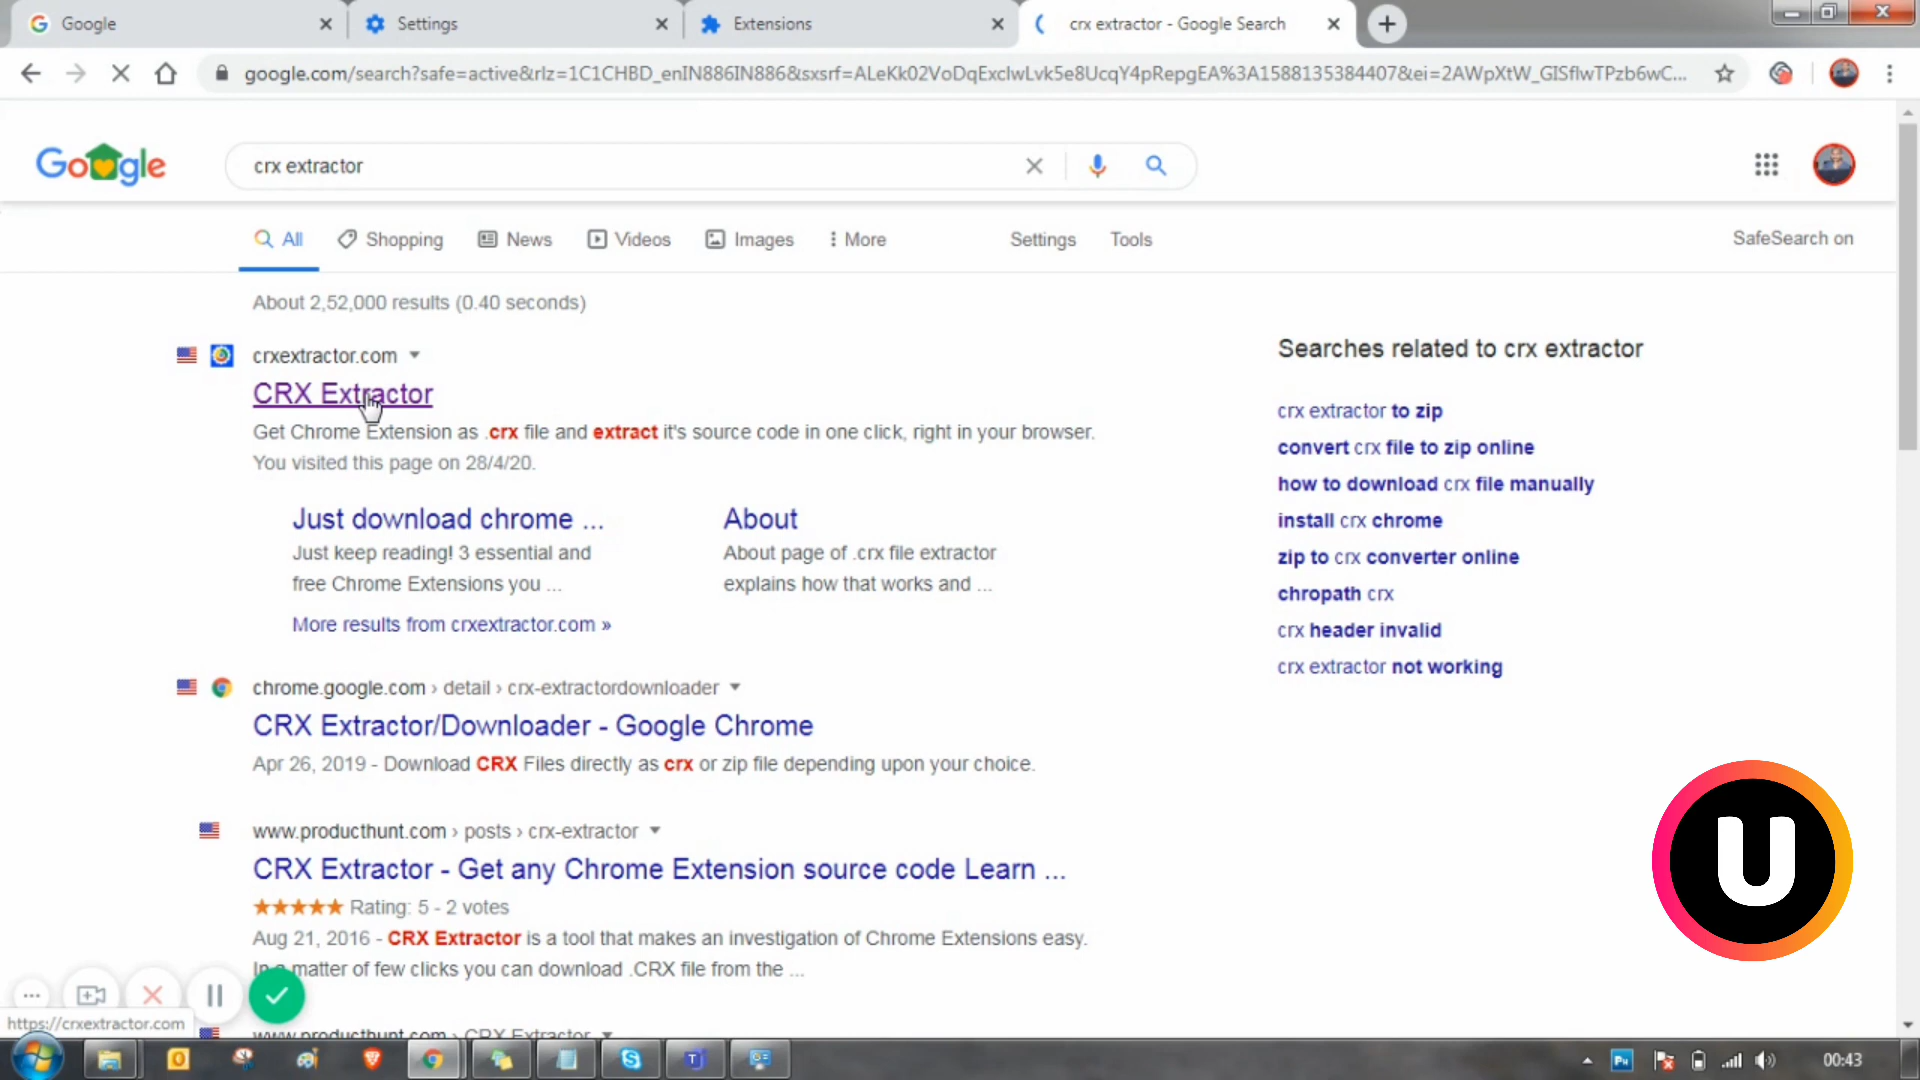 Google
Settings
Extensions
crx extractor - Google Search
google.com/search?safe=active&rlz=1C1CHBD_enIN886IN886&sxsrf=ALeKk02VoDqExclwLvk5e8UcqY4pRepgEA%3A1588135384407&ei=2AWpXtW_GISflwTPzb6wC...
Google
crx extractor
All
Shopping
News
Videos
Images
More
Settings
Tools
SafeSearch on
About 2,52,000 results (0.40 seconds)
crxextractor.com
CRX Extractor
Get Chrome Extension as .crx file and extract it's source code in one click, right in your browser.
You visited this page on 28/4/20.
Just download chrome ...
Just keep reading! 3 essential and
free Chrome Extensions you ...
About
About page of .crx file extractor
explains how that works and ...
More results from crxextractor.com »
chrome.google.com › detail › crx-extractordownloader
CRX Extractor/Downloader - Google Chrome
Apr 26, 2019 - Download CRX Files directly as crx or zip file depending upon your choice.
www.producthunt.com › posts › crx-extractor
CRX Extractor - Get any Chrome Extension source code Learn ...
Rating: 5 - 2 votes
Aug 21, 2016 - CRX Extractor is a tool that makes an investigation of Chrome Extensions easy.
In a matter of few clicks you can download .CRX file from the ...
www.producthunt.com › CRX Extractor
Searches related to crx extractor
crx extractor to zip
convert crx file to zip online
how to download crx file manually
install crx chrome
zip to crx converter online
chropath crx
crx header invalid
crx extractor not working
U
https://crxextractor.com
00:43